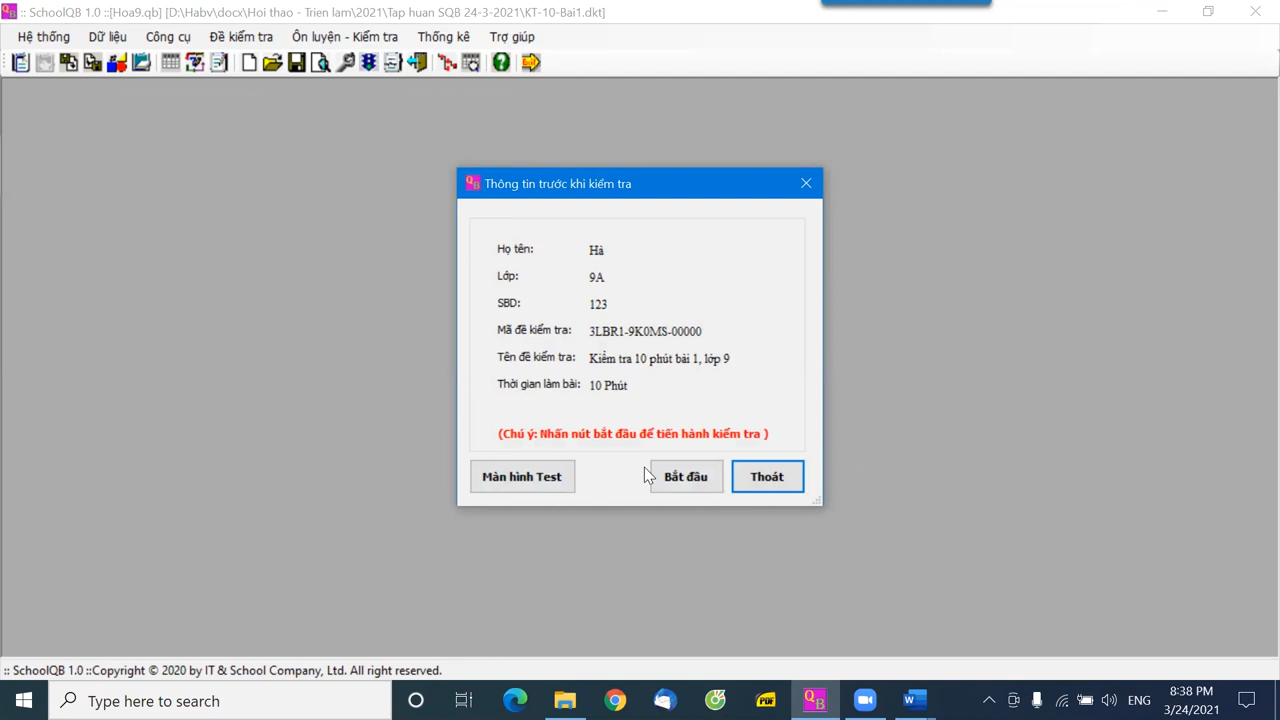 :: SchoolQB 1.0 ::[Hoa9.qb] [D:\Habv\docx\Hoi thao - Trien lam\2021\Tap huan SQB 24-3-2021\KT-10-Bai1.dkt]
Hệ thống Dữ liệu Công cụ Đề kiểm tra Ôn luyện - Kiểm tra Thống kê Trợ giúp
Thông tin trước khi kiểm tra
Họ tên: Hà
Lớp: 9A
SBD: 123
Mã đề kiểm tra: 3LBR1-9K0MS-00000
Tên đề kiểm tra: Kiểm tra 10 phút bài 1, lớp 9
Thời gian làm bài: 10 Phút
(Chú ý: Nhấn nút bắt đầu để tiến hành kiểm tra )
Màn hình Test Bắt đầu Thoát
:: SchoolQB 1.0 ::Copyright © 2020 by IT & School Company, Ltd. All right reserved.
Type here to search
ENG
8:38 PM
3/24/2021